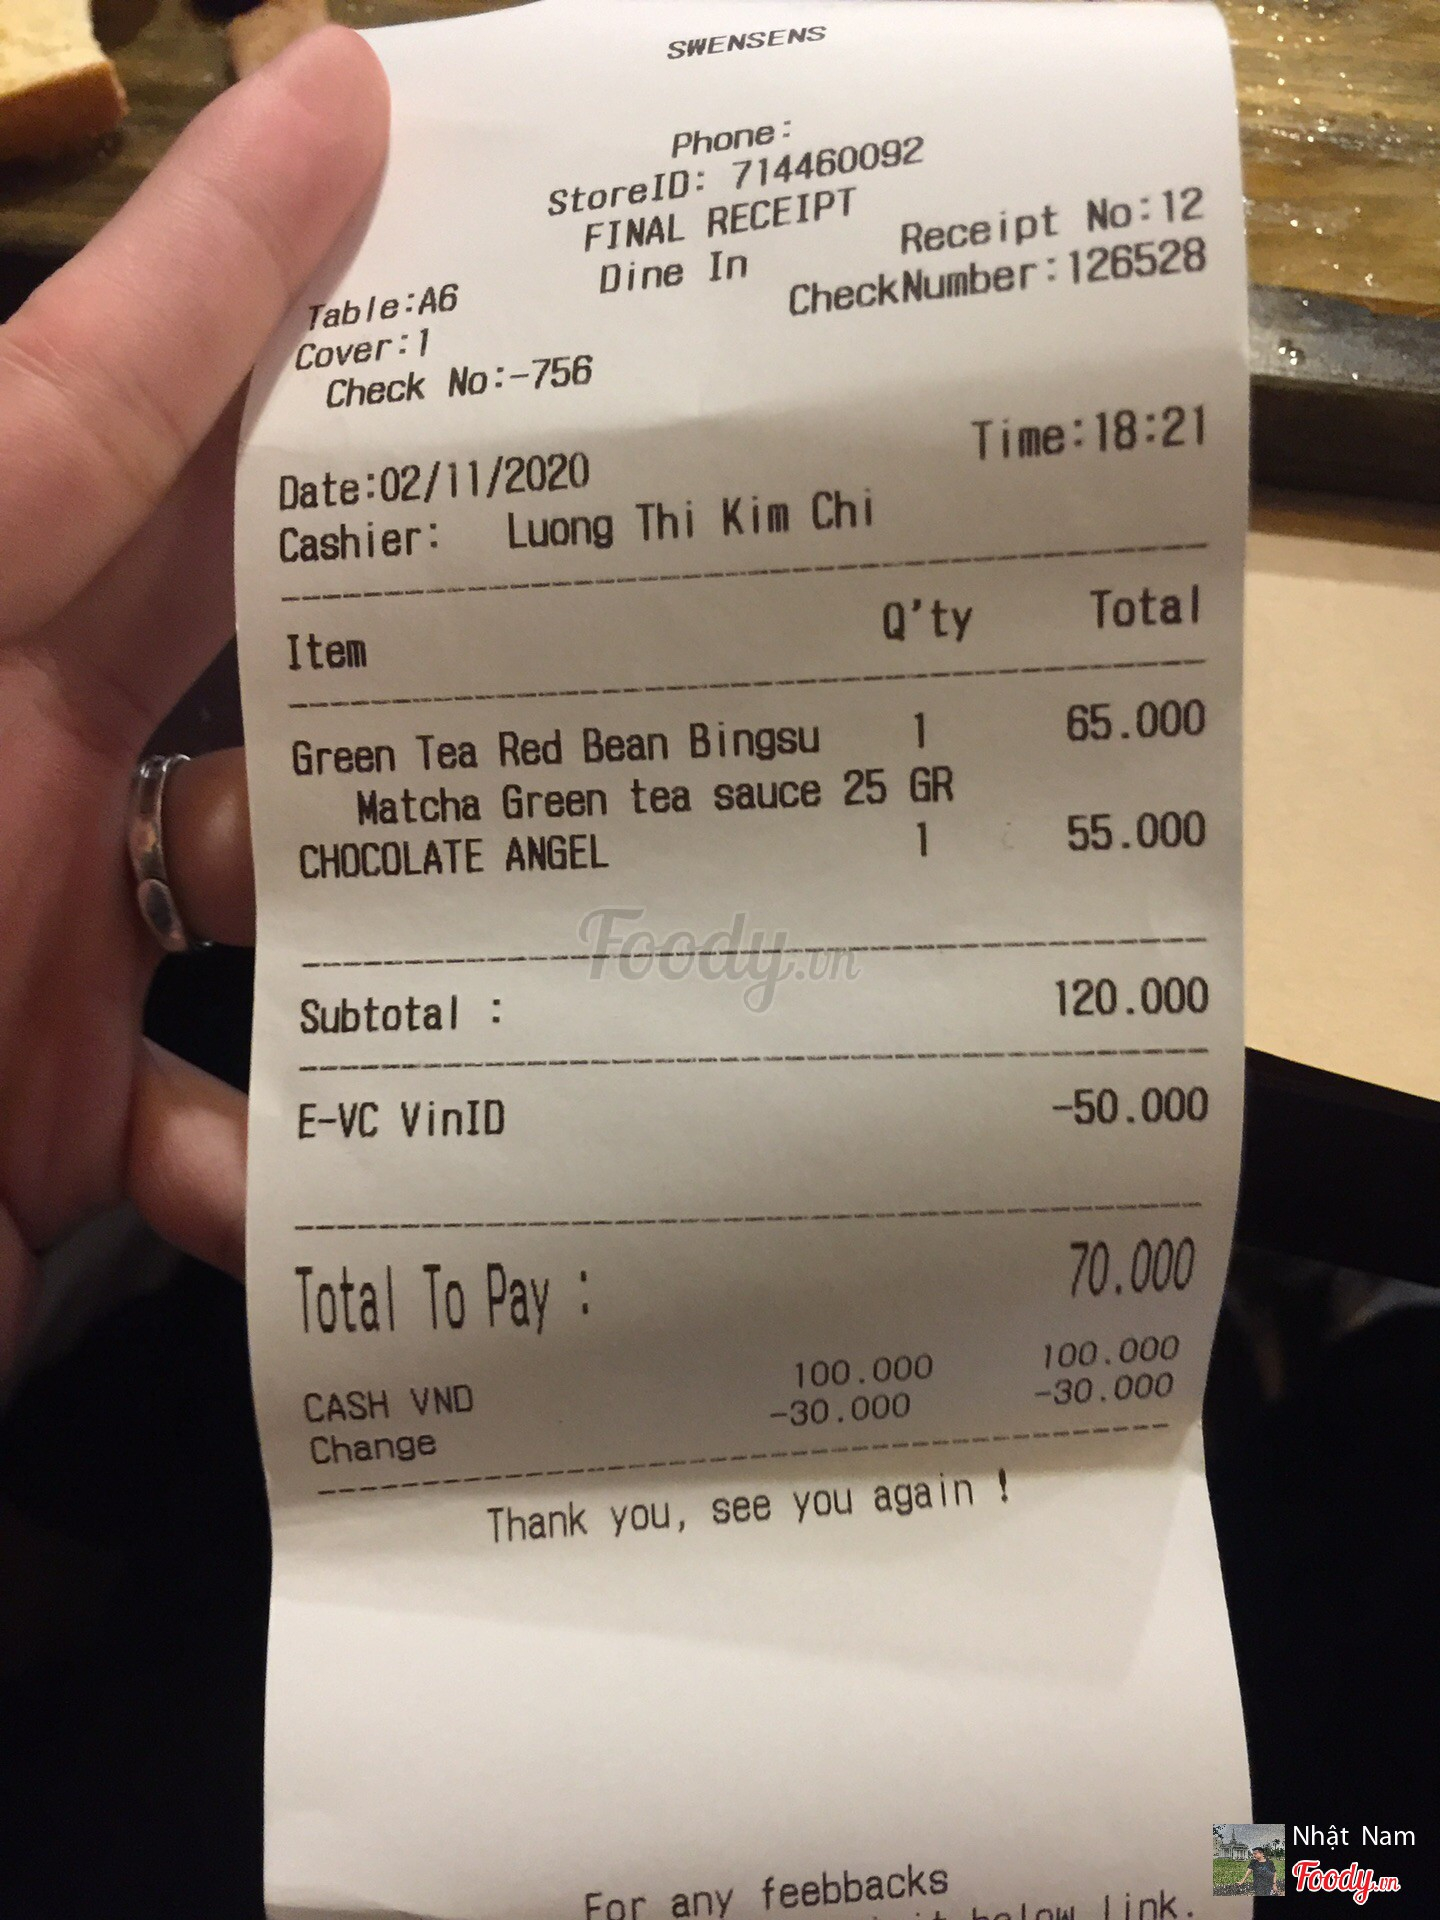 SWENSENS
Phone:
StoreID: 714460092
FINAL RECEIPT
Dine In
Receipt No:12
Table:A6
CheckNumber:126528
Cover:1
Check No:-756
Date:02/11/2020 Time:18:21
Cashier: Luong Thi Kim Chi
Item Q'ty Total
Green Tea Red Bean Bingsu 1 65.000
Matcha Green tea sauce 25 GR
CHOCOLATE ANGEL 1 55.000
Foody.vn
Subtotal : 120.000
E-VC VinID -50.000
Total To Pay : 70.000
CASH VND 100.000 100.000
Change -30.000 -30.000
Thank you, see you again !
For any feebbacks
below link.
Nhật Nam
Foody.vn